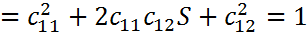 = c₁₁² + 2c₁₁c₁₂S + c₁₂² = 1